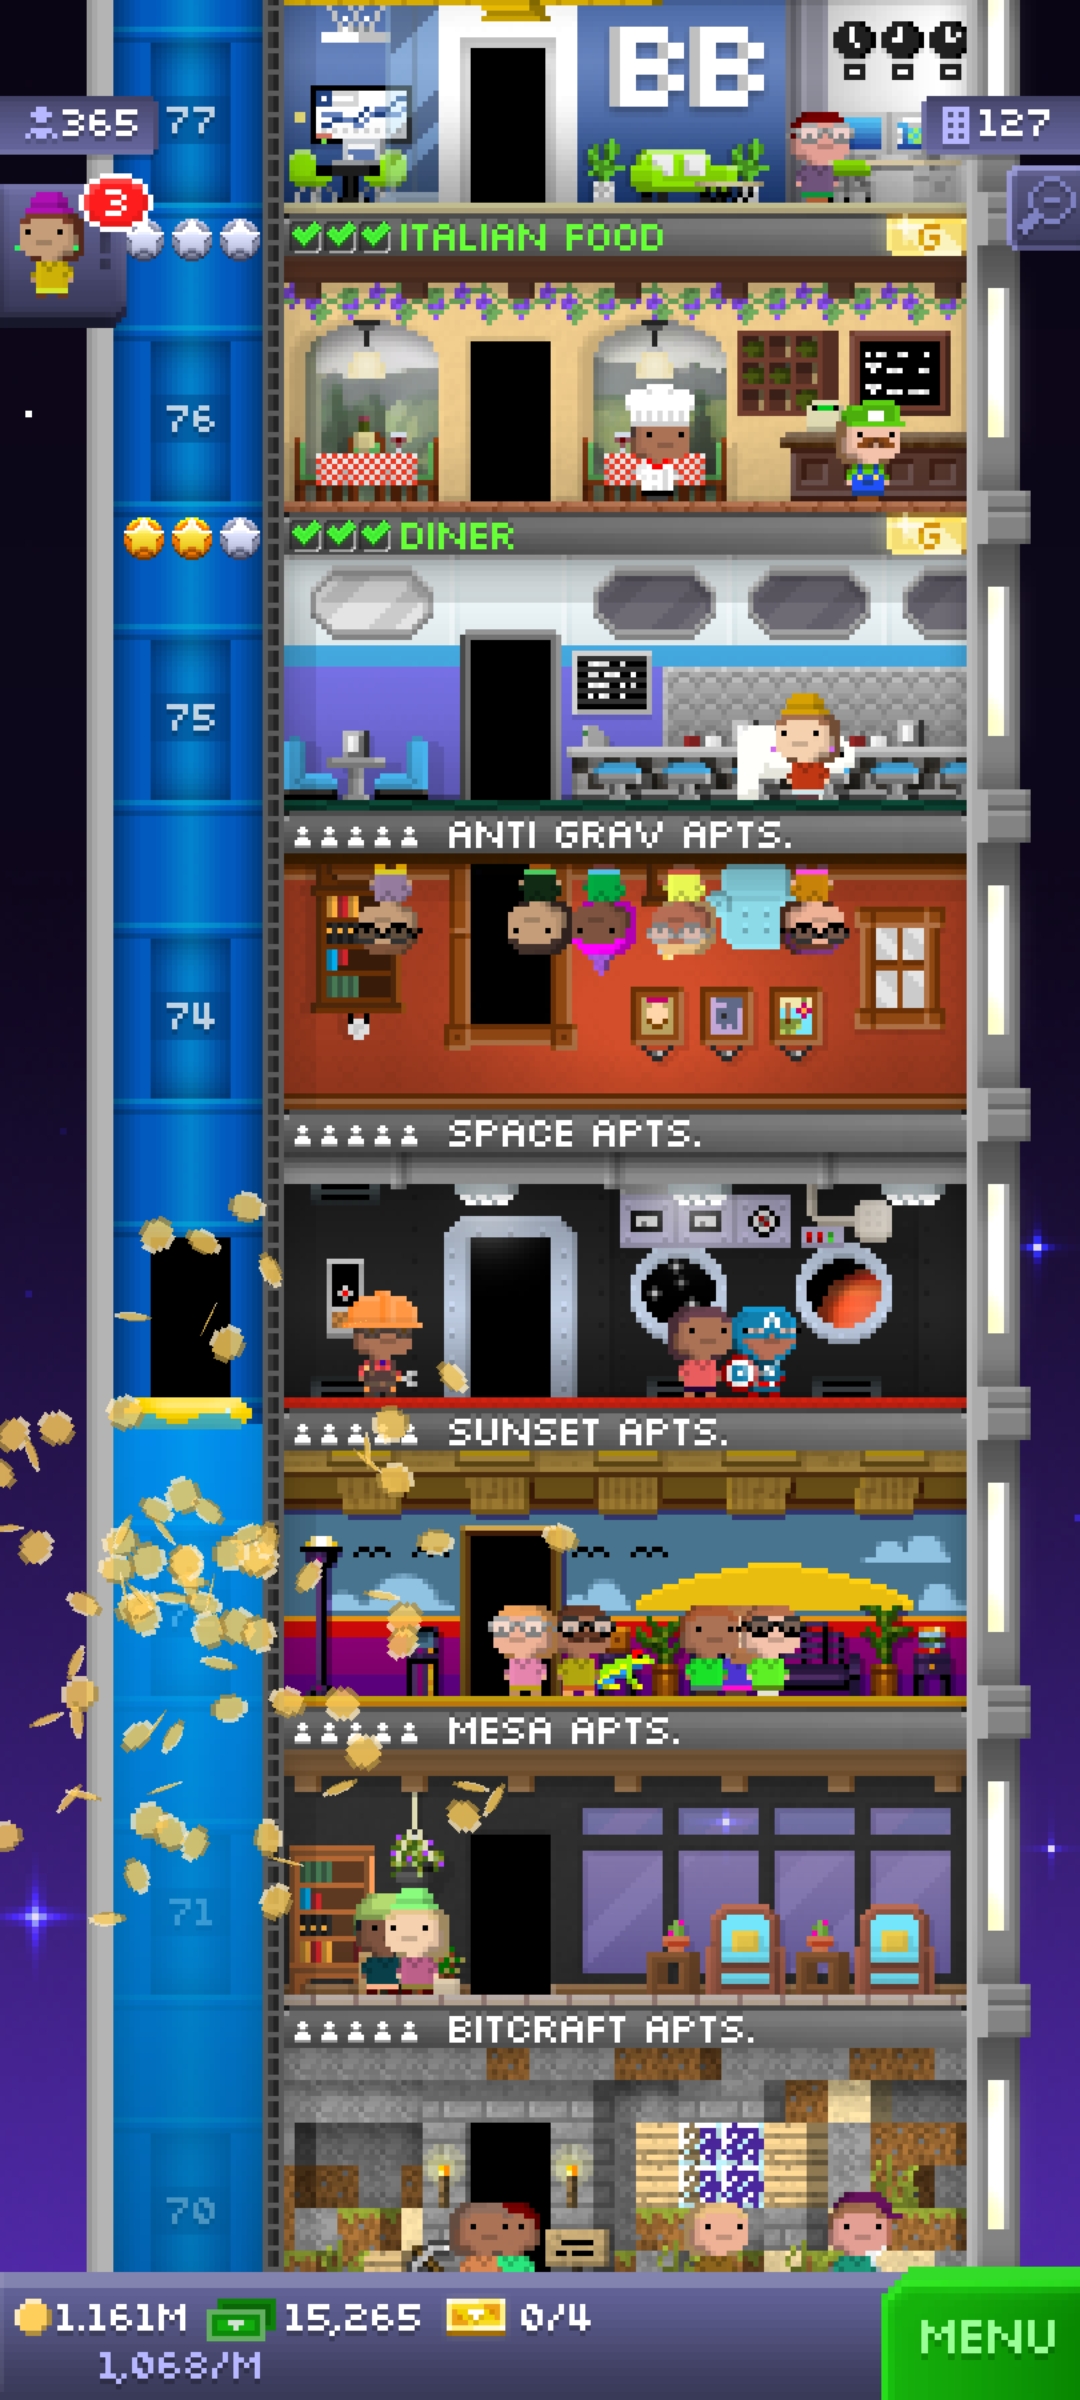 BB
77
365
127
3
ITALIAN FOOD
G
76
DINER
G
75
ANTI GRAV APTS.
74
SPACE APTS.
SUNSET APTS.
MESA APTS.
71
BITCRAFT APTS.
70
1.161M 15,265 0/4
1,068/M
MENU